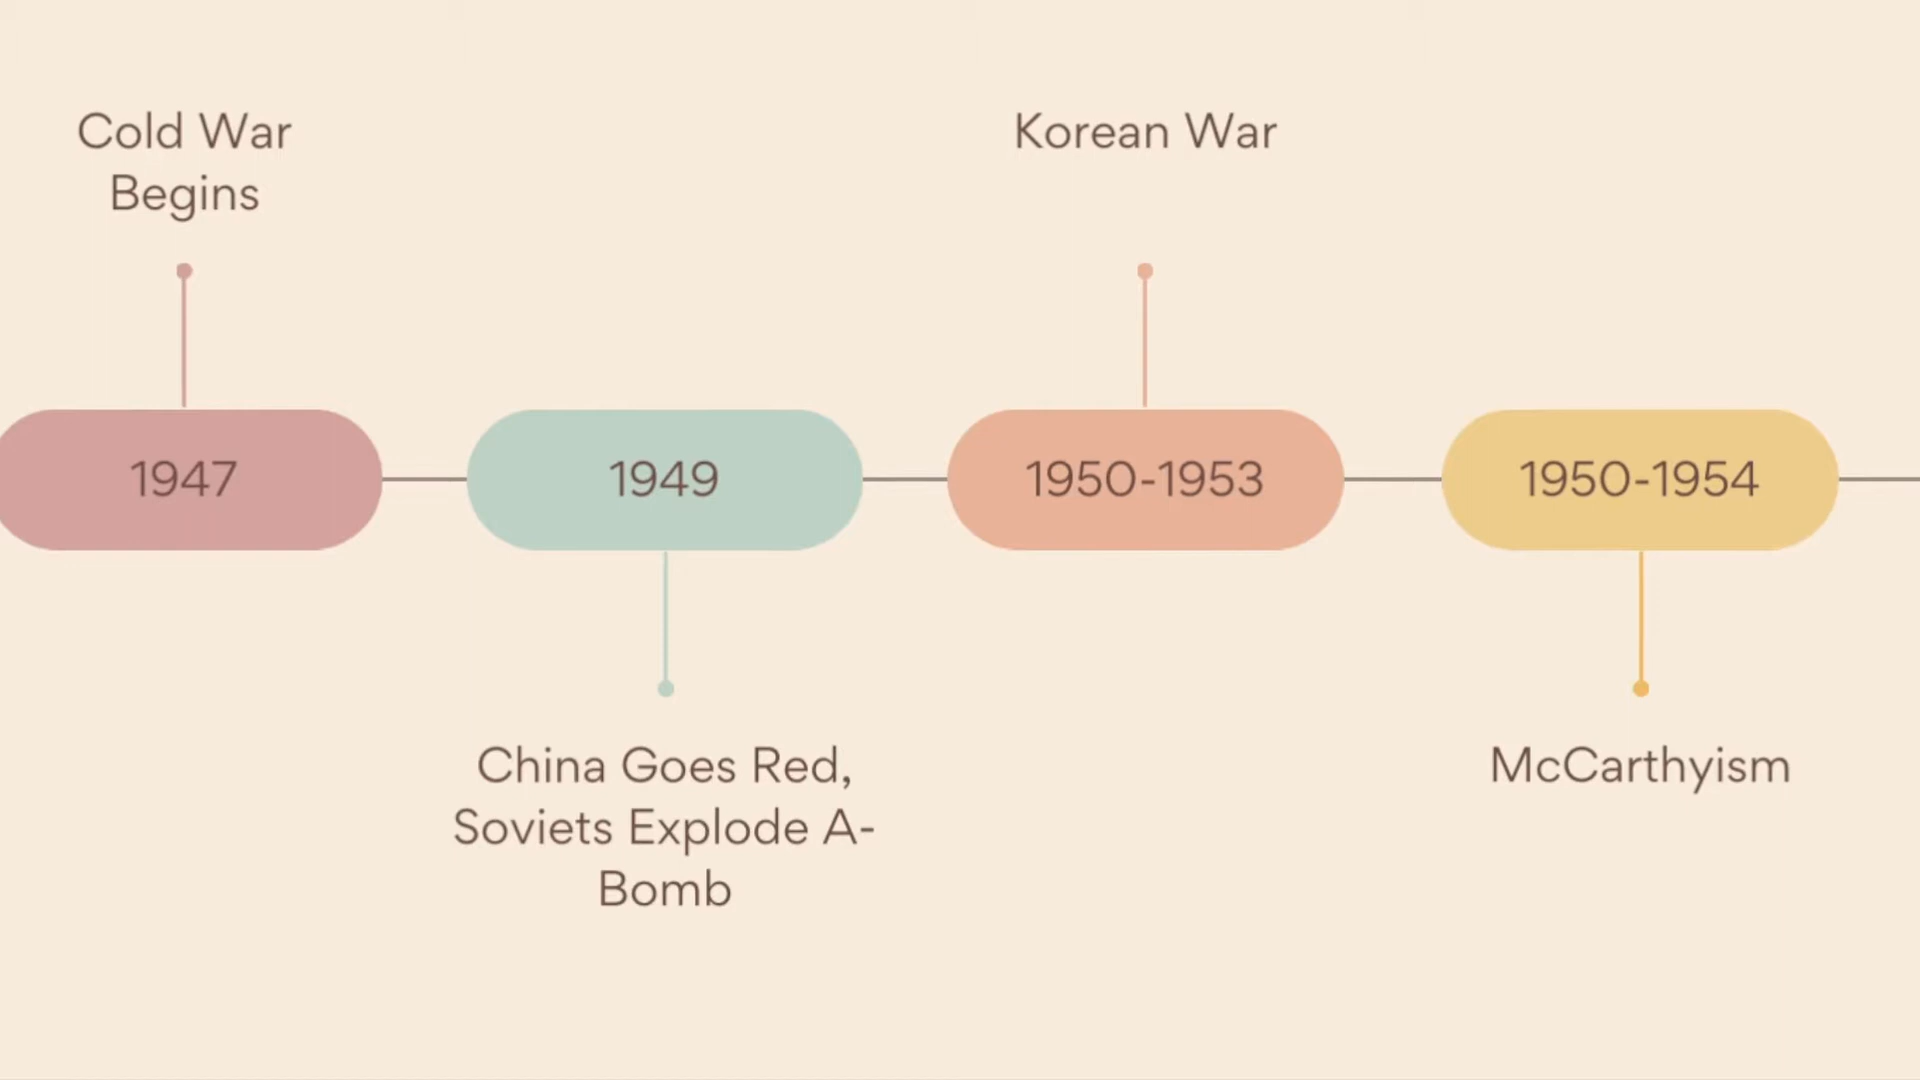 Cold War
Begins
Korean War
1947
1949
1950-1953
1950-1954
China Goes Red,
Soviets Explode A-
Bomb
McCarthyism